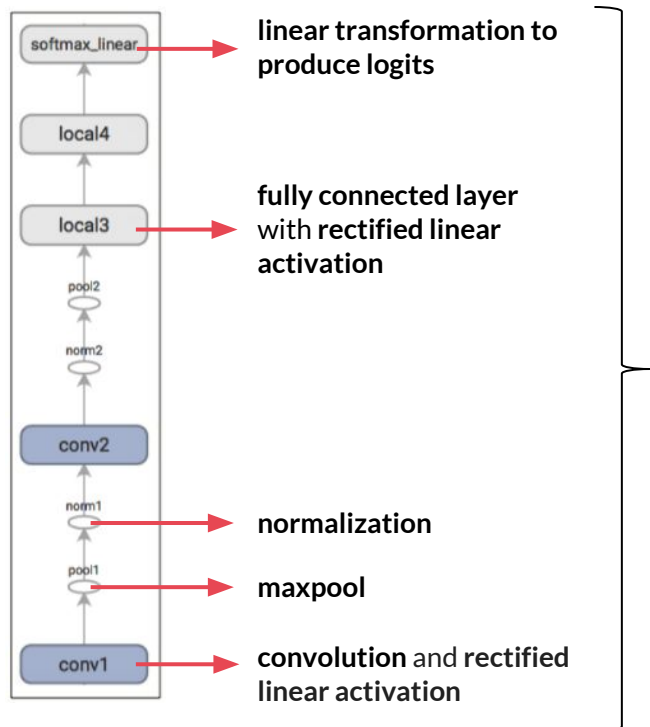 softmax_linear
linear transformation to
produce logits
local4
local3
fully connected layer
with rectified linear
activation
pool2
norm2
conv2
norm1
normalization
pool1
maxpool
conv1
convolution and rectified
linear activation